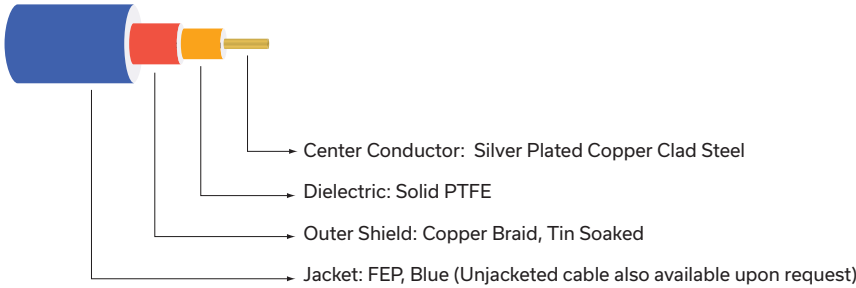 Center Conductor: Silver Plated Copper Clad Steel
Dielectric: Solid PTFE
Outer Shield: Copper Braid, Tin Soaked
Jacket: FEP, Blue (Unjacketed cable also available upon request)